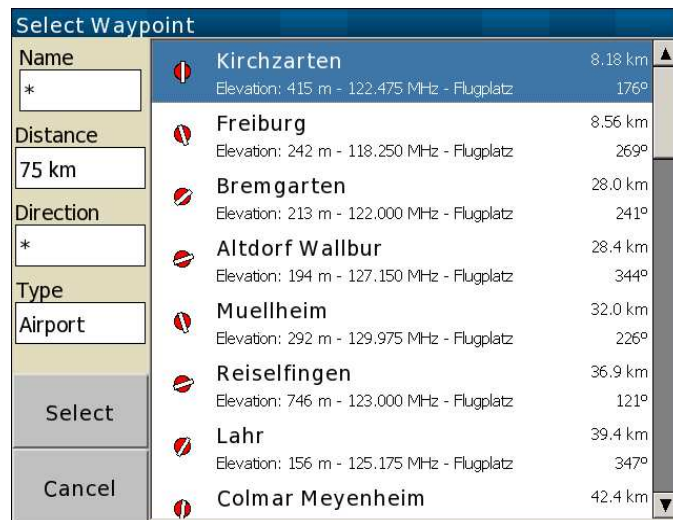 Select Waypoint
Name
*
Distance
75 km
Direction
*
Type
Airport
Select
Cancel
Kirchzarten 8.18 km
Elevation: 415 m - 122.475 MHz - Flugplatz 176°
Freiburg 8.56 km
Elevation: 242 m - 118.250 MHz - Flugplatz 269°
Bremgarten 28.0 km
Elevation: 213 m - 122.000 MHz - Flugplatz 241°
Altdorf Wallbur 28.4 km
Elevation: 194 m - 127.150 MHz - Flugplatz 344°
Muellheim 32.0 km
Elevation: 292 m - 129.975 MHz - Flugplatz 226°
Reiselfingen 36.9 km
Elevation: 746 m - 123.000 MHz - Flugplatz 121°
Lahr 39.4 km
Elevation: 156 m - 125.175 MHz - Flugplatz 347°
Colmar Meyenheim 42.4 km